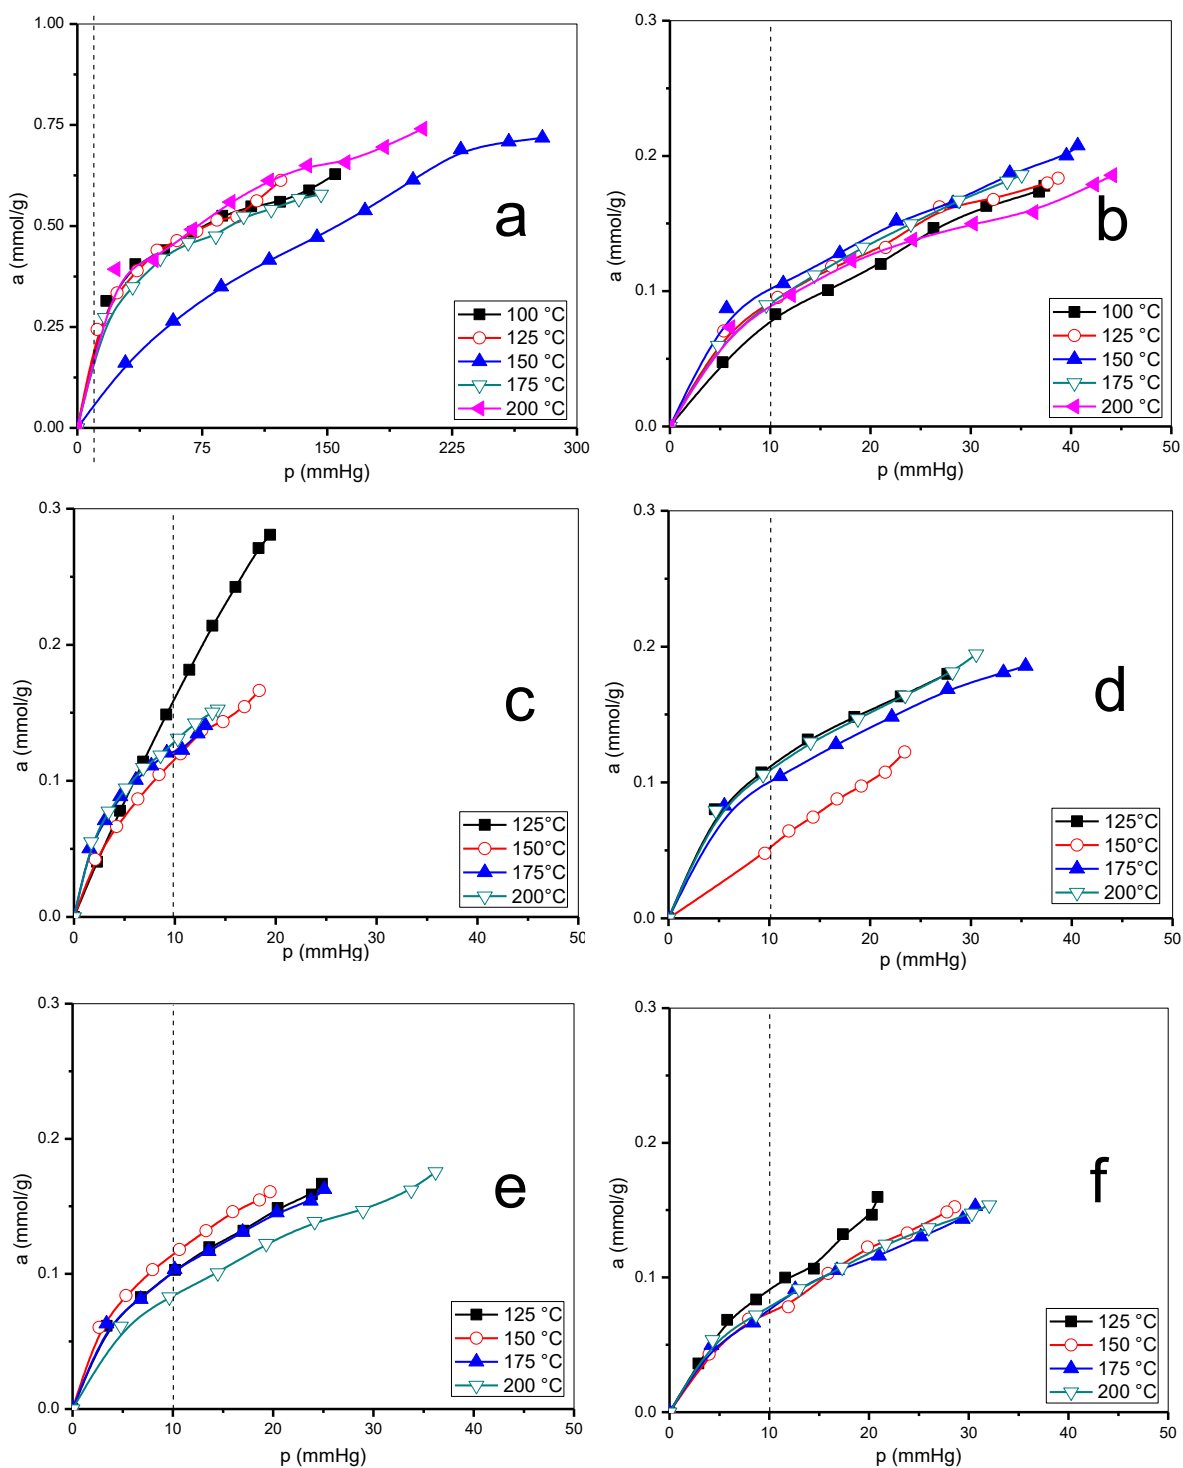 a
1.00
0.75
0.50
0.25
0.00
a (mmol/g)
0
75
150
225
300
p (mmHg)
100 °C
125 °C
150 °C
175 °C
200 °C
b
0.3
0.2
0.1
0.0
a (mmol/g)
0
10
20
30
40
50
p (mmHg)
100 °C
125 °C
150 °C
175 °C
200 °C
c
0.3
0.2
0.1
0.0
a (mmol/g)
0
10
20
30
40
50
p (mmHg)
125°C
150°C
175°C
200°C
d
0.3
0.2
0.1
0.0
a (mmol/g)
0
10
20
30
40
50
p (mmHg)
125°C
150°C
175°C
200°C
e
0.3
0.2
0.1
0.0
a (mmol/g)
0
10
20
30
40
50
p (mmHg)
125 °C
150 °C
175 °C
200 °C
f
0.3
0.2
0.1
0.0
a (mmol/g)
0
10
20
30
40
50
p (mmHg)
125 °C
150 °C
175 °C
200 °C